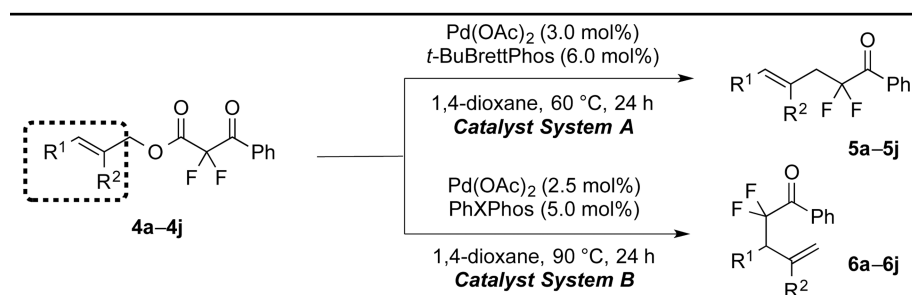 Pd(OAc)2 (3.0 mol%)
t-BuBrettPhos (6.0 mol%)
1,4-dioxane, 60 °C, 24 h
Catalyst System A
R1
R2
O
O
O
F
F
Ph
4a–4j
R1
R2
F
F
O
Ph
5a–5j
Pd(OAc)2 (2.5 mol%)
PhXPhos (5.0 mol%)
1,4-dioxane, 90 °C, 24 h
Catalyst System B
O
F
F
Ph
R1
R2
6a–6j